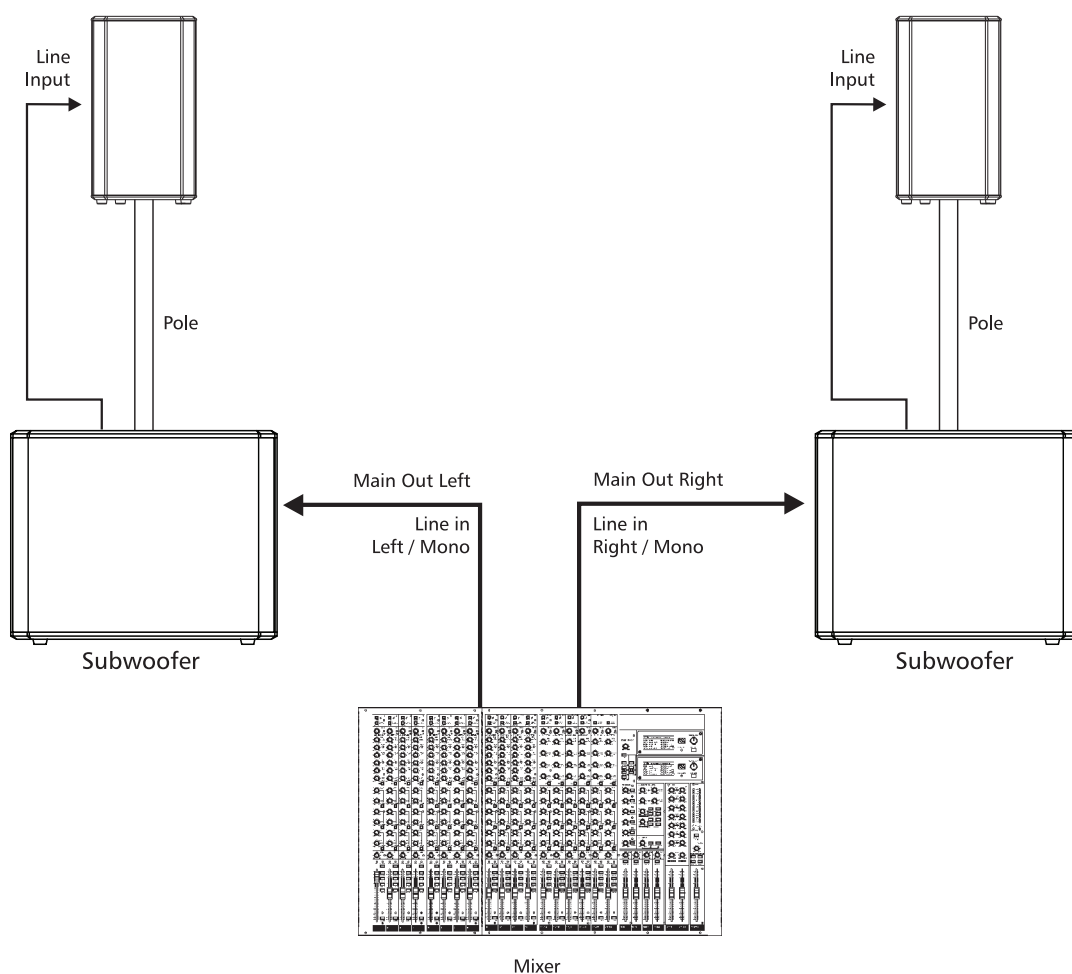 Line
Input
Line
Input
Pole
Pole
Main Out Left
Main Out Right
Line in
Left / Mono
Line in
Right / Mono
Subwoofer
Subwoofer
Mixer